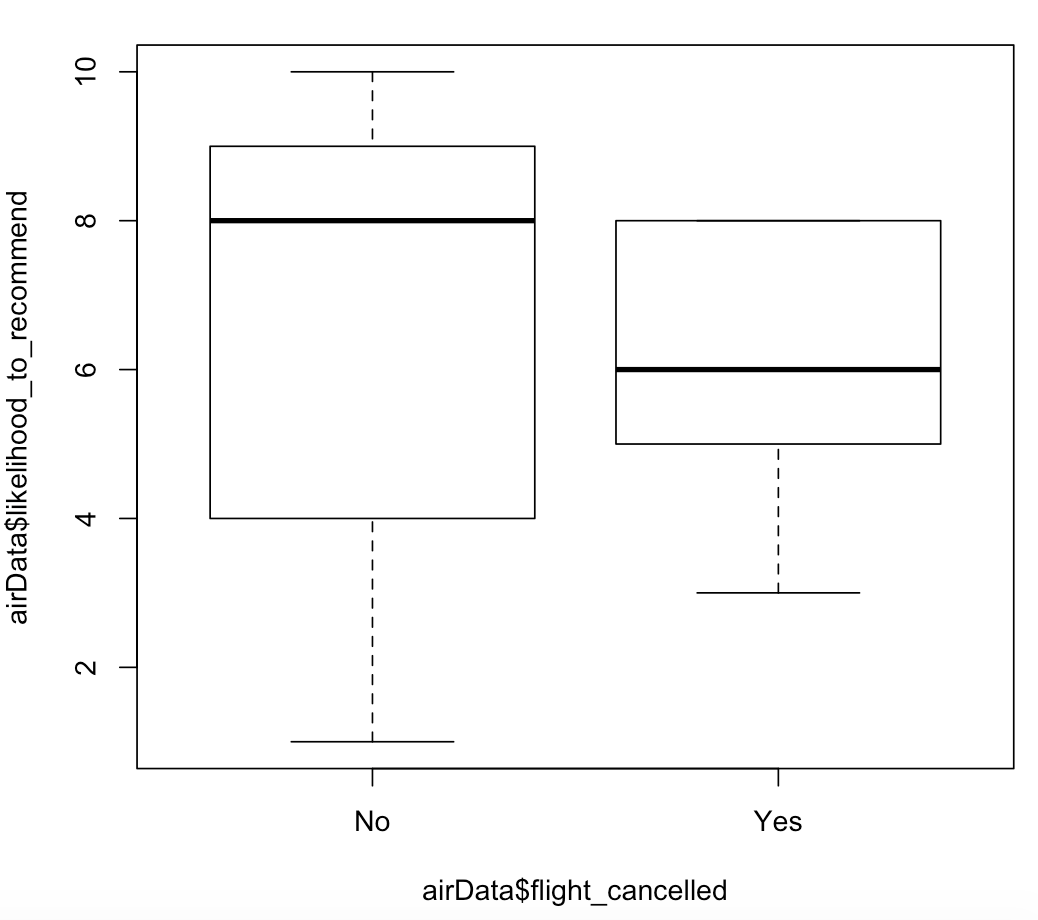 airData$likelihood_to_recommend
10
8
6
4
2
No
Yes
airData$flight_cancelled